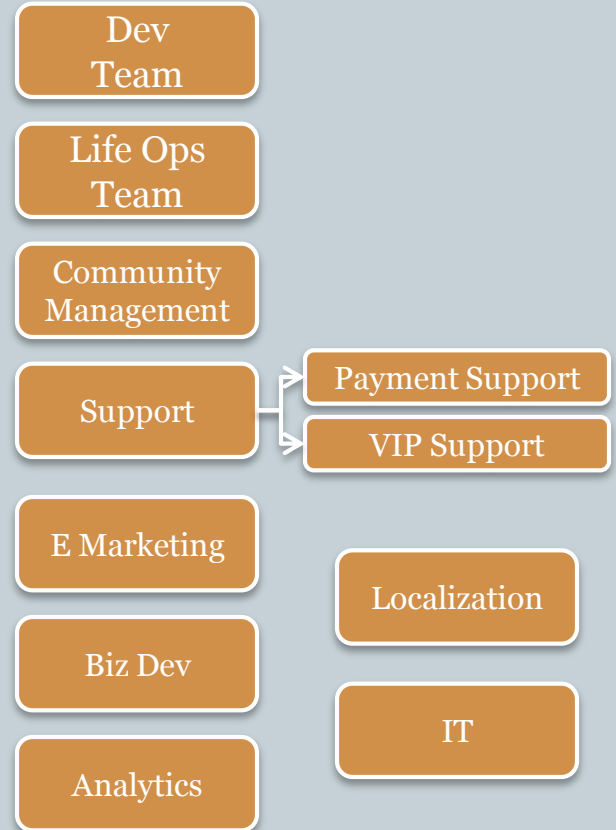 Dev
Team
Life Ops
Team
Community
Management
Support
Payment Support
VIP Support
E Marketing
Localization
Biz Dev
IT
Analytics